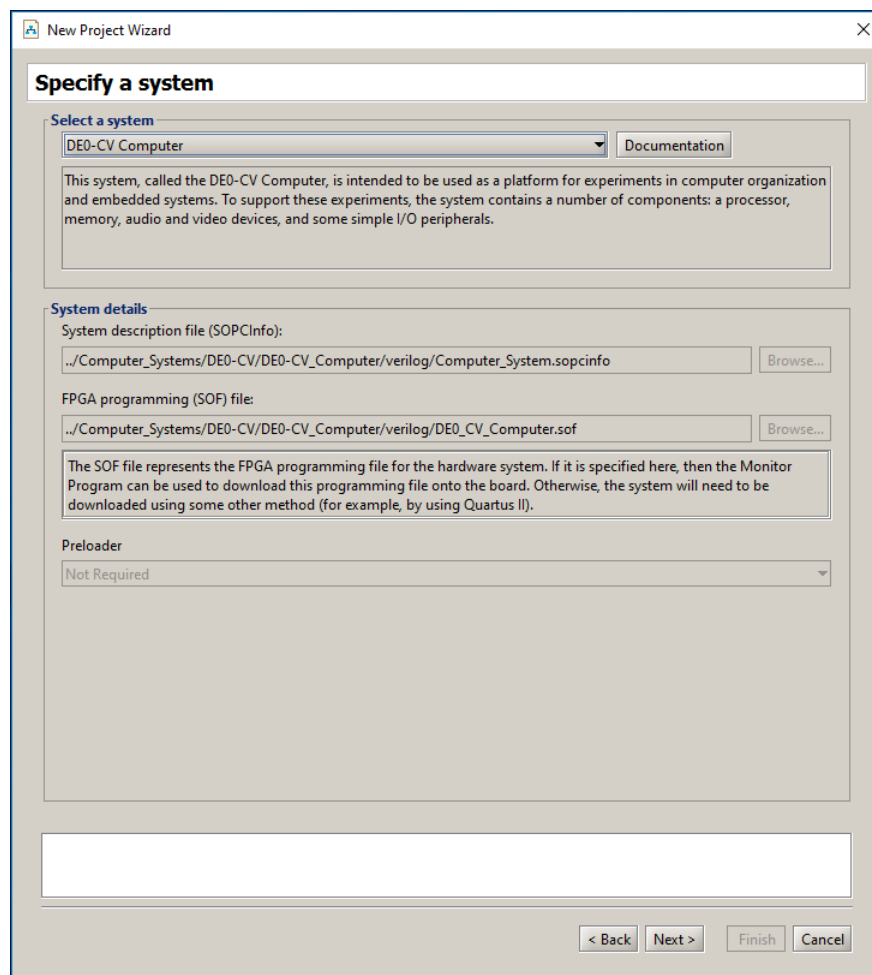 New Project Wizard
Specify a system
Select a system
DE0-CV Computer
Documentation
This system, called the DE0-CV Computer, is intended to be used as a platform for experiments in computer organization
and embedded systems. To support these experiments, the system contains a number of components: a processor,
memory, audio and video devices, and some simple I/O peripherals.
System details
System description file (SOPCInfo):
../Computer_Systems/DE0-CV/DE0-CV_Computer/verilog/Computer_System.sopcinfo
Browse...
FPGA programming (SOF) file:
../Computer_Systems/DE0-CV/DE0-CV_Computer/verilog/DE0_CV_Computer.sof
Browse...
The SOF file represents the FPGA programming file for the hardware system. If it is specified here, then the Monitor
Program can be used to download this programming file onto the board. Otherwise, the system will need to be
downloaded using some other method (for example, by using Quartus II).
Preloader
Not Required
< Back
Next >
Finish
Cancel